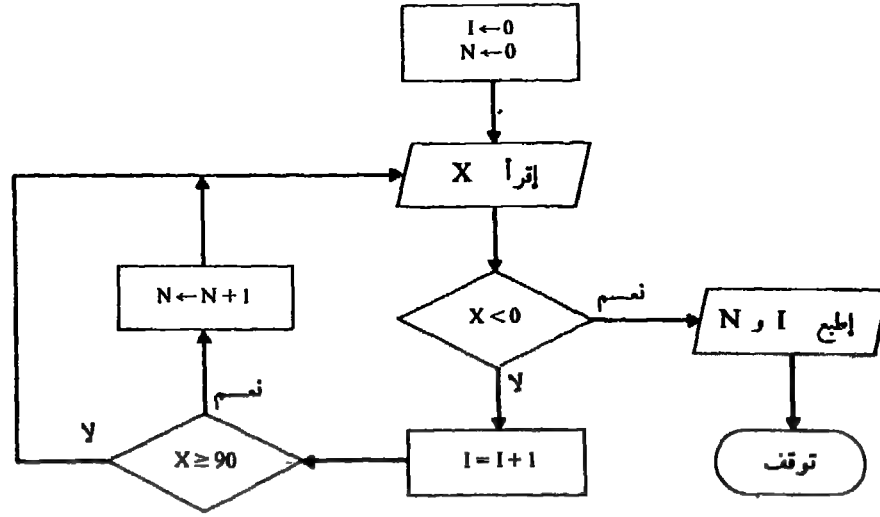 I ← 0
N ← 0
إقرأ X
X < 0
نعم
إطبع I و N
لا
I = I + 1
توقف
X ≥ 90
نعم
لا
N ← N + 1